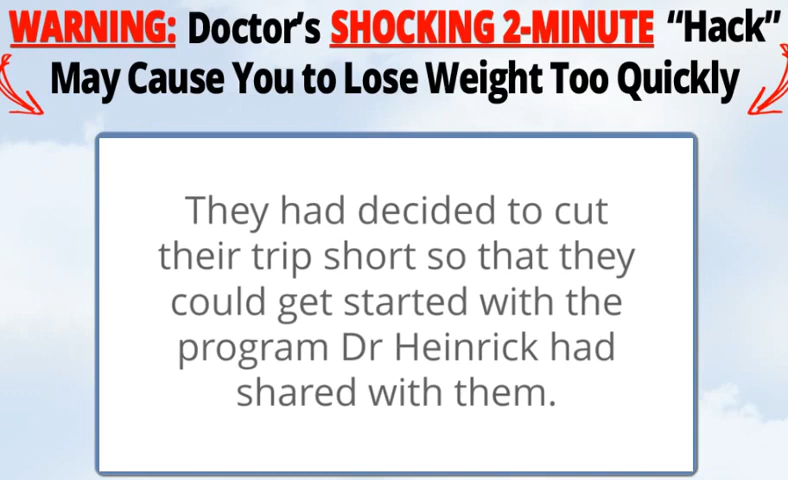 WARNING: Doctor's SHOCKING 2-MINUTE “Hack”
May Cause You to Lose Weight Too Quickly
They had decided to cut
their trip short so that they
could get started with the
program Dr Heinrick had
shared with them.